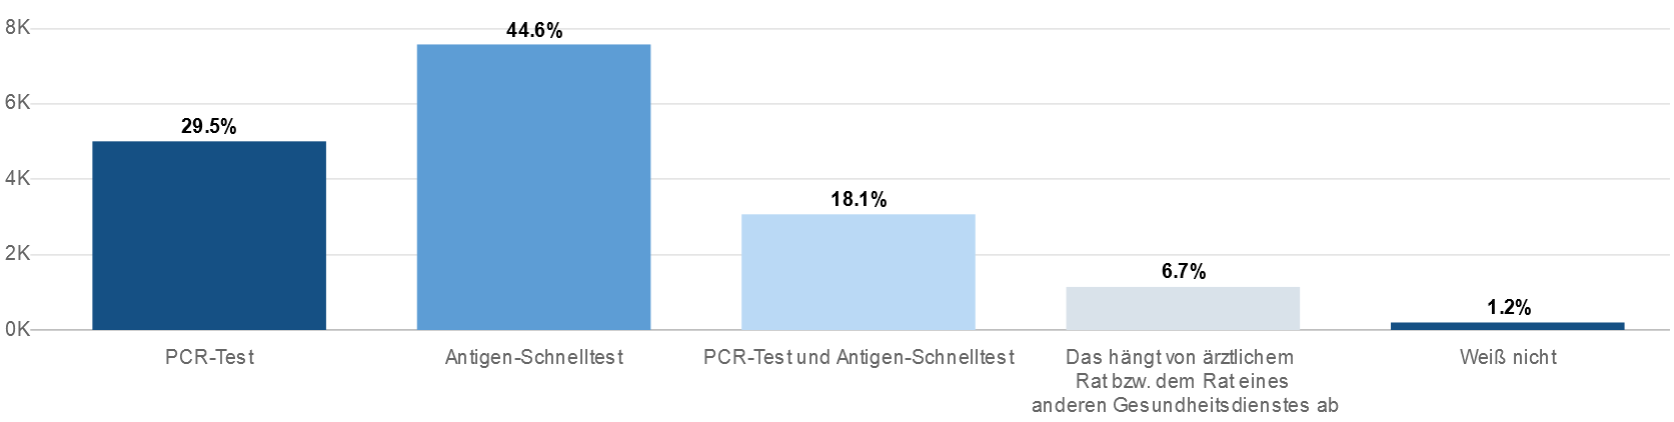 8K
44.6%
6K
29.5%
4K
18.1%
2K
6.7%
1.2%
0K
PCR-Test
Antigen-Schnelltest
PCR-Test und Antigen-Schnelltest
Das hängt von ärztlichem
Rat bzw. dem Rat eines
anderen Gesundheitsdienstes ab
Weiß nicht